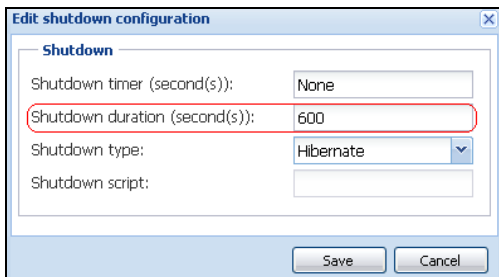 Edit shutdown configuration
Shutdown
Shutdown timer (second(s)): None
Shutdown duration (second(s)): 600
Shutdown type: Hibernate
Shutdown script:
Save Cancel